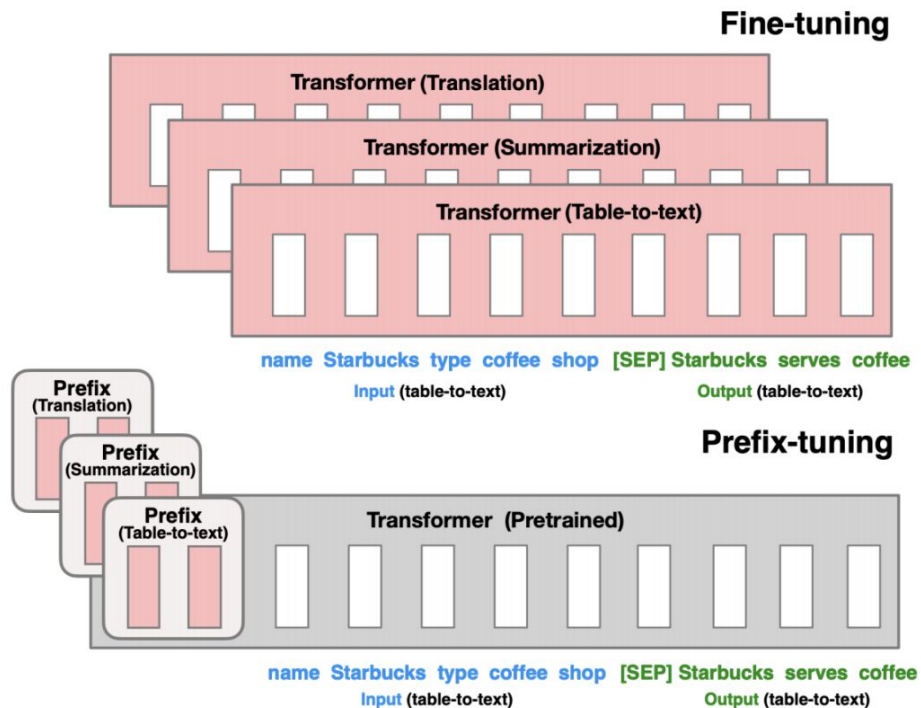 Fine-tuning
Transformer (Translation)
Transformer (Summarization)
Transformer (Table-to-text)
name Starbucks type coffee shop [SEP] Starbucks serves coffee
Input (table-to-text) Output (table-to-text)
Prefix
(Translation)
Prefix-tuning
Prefix
(Summarization)
Prefix
(Table-to-text)
Transformer (Pretrained)
name Starbucks type coffee shop [SEP] Starbucks serves coffee
Input (table-to-text) Output (table-to-text)